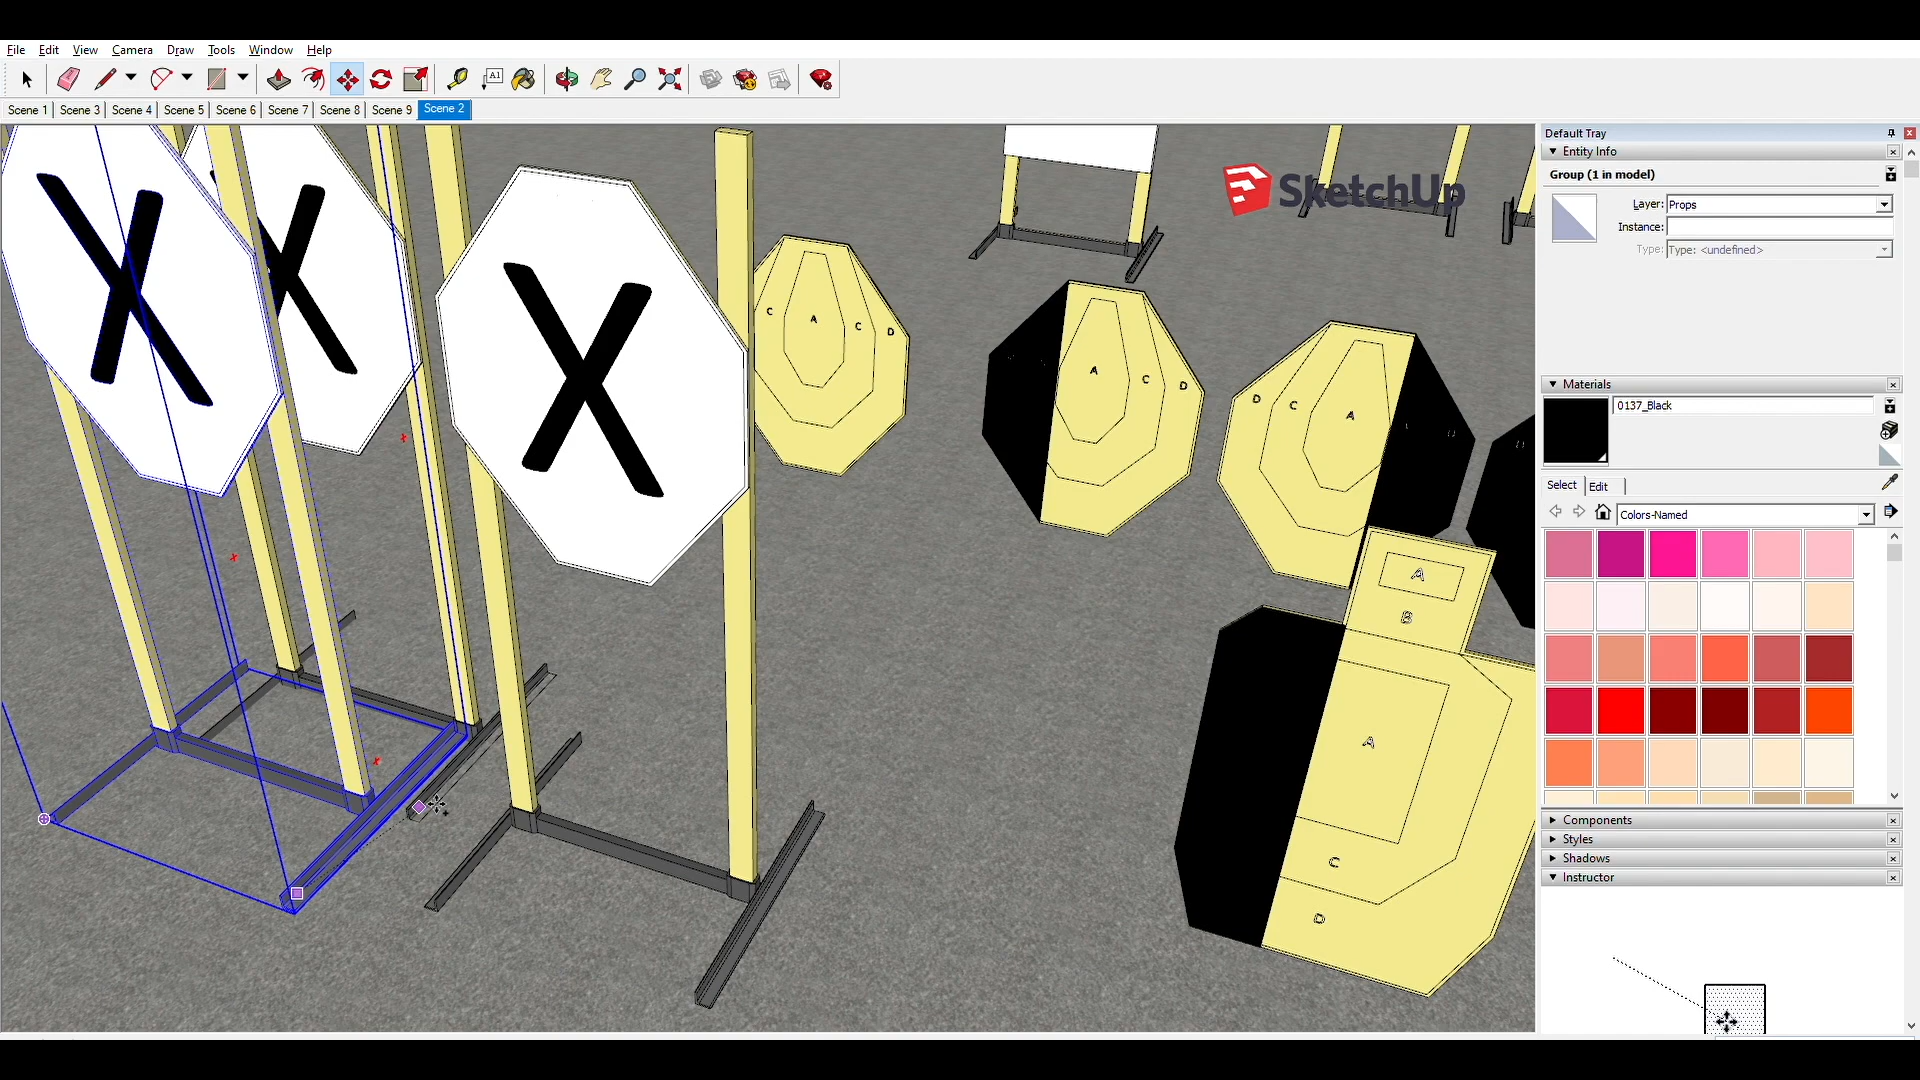 File Edit View Camera Draw Tools Window Help
A1
Scene 1 Scene 3 Scene 4 Scene 5 Scene 6 Scene 7 Scene 8 Scene 9 Scene 2
Default Tray
Entity Info
Group (1 in model)
Layer: Props
Instance:
Type: Type: <undefined>
Materials
0137_Black
Select Edit
Colors-Named
Components
Styles
Shadows
Instructor
SketchUp
X X X
C A C D
A C D
D C A
A
B
A
C
D